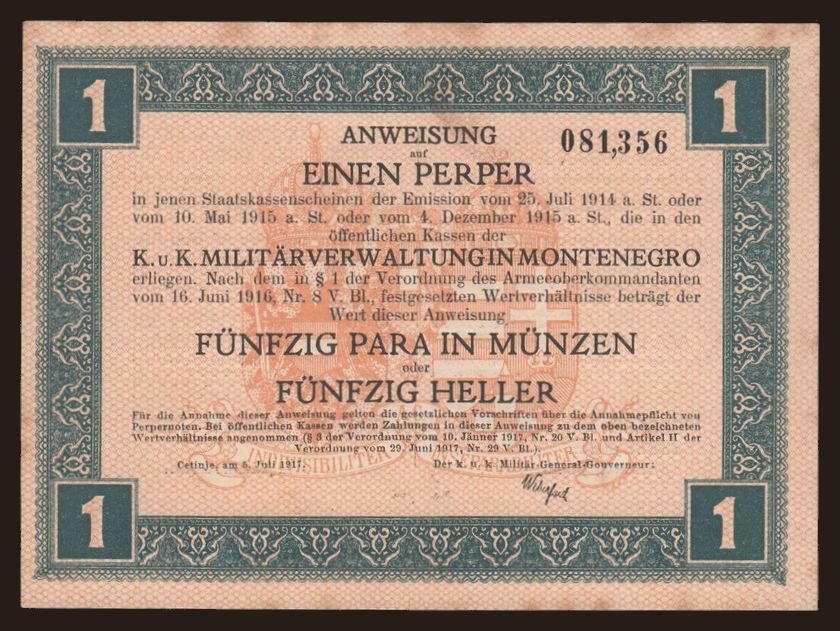 1 1
ANWEISUNG 081,356
auf
EINEN PERPER
in jenen Staatskassenscheinen der Emission vom 25. Juli 1914 a. St. oder
vom 10. Mai 1915 a. St. oder vom 4. Dezember 1915 a. St., die in den
öffentlichen Kassen der
K. u. K. MILITÄRVERWALTUNG IN MONTENEGRO
erliegen. Nach dem in § 1 der Verordnung des Armeeoberkommandanten
vom 16. Juni 1916, Nr. 8 V. Bl., festgesetzten Wertverhältnisse beträgt der
Wert dieser Anweisung
FÜNFZIG PARA IN MÜNZEN
oder
FÜNFZIG HELLER
Für die Annahme dieser Anweisung gelten die gesetzlichen Vorschriften über die Annahmepflicht von
Perpernoten. Bei öffentlichen Kassen werden Zahlungen in dieser Anweisung zu dem oben bezeichneten
Wertverhältnisse angenommen (§ 3 der Verordnung vom 10. Jänner 1917, Nr. 20 V. Bl. und Artikel II der
Verordnung vom 29. Juni 1917, Nr. 29 V. Bl.).
INDIVISIBILITER
Cetinje, am 5. Juli 1917. Der k. u. k. Militär-General-Gouverneur:
1 1